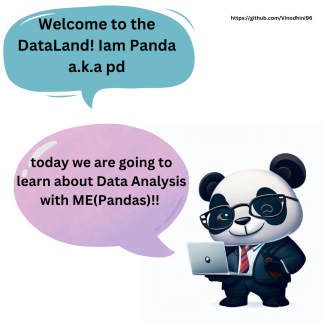 Welcome to the
DataLand! Iam Panda
a.k.a pd
https://github.com/Vinodhini96
today we are going to
learn about Data Analysis
with ME(Pandas)!!